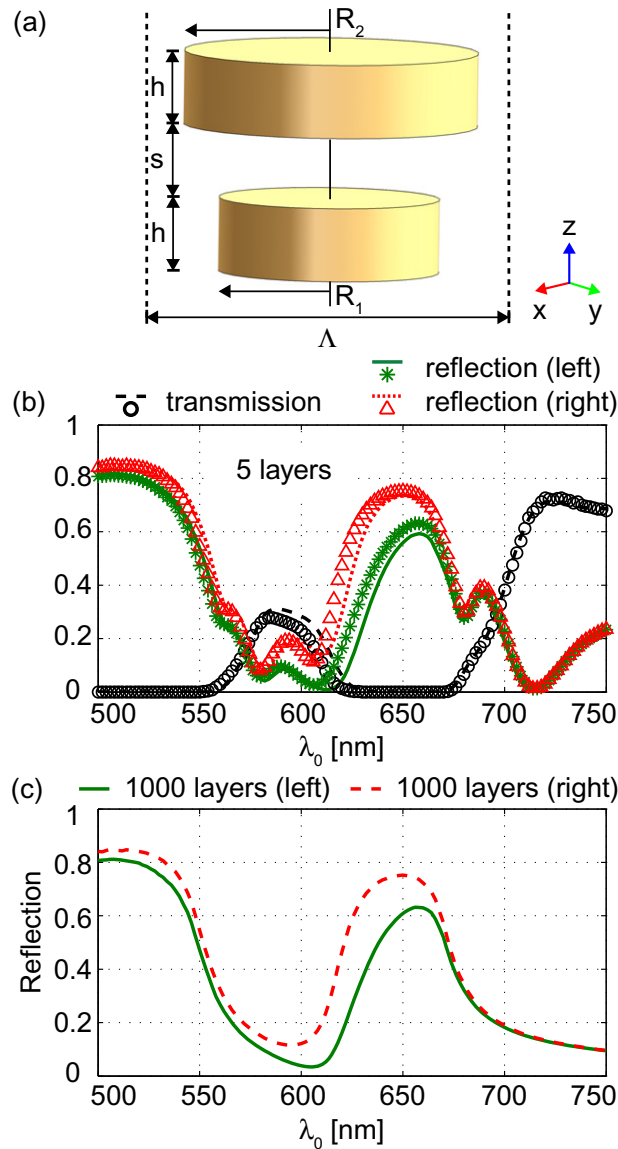 (a)
R2
h
s
h
R1
Λ
z
x
y
reflection (left)
(b)
transmission
reflection (right)
5 layers
1
0.8
0.6
0.4
0.2
0
500 550 600 650 700 750
λ0 [nm]
(c)
1000 layers (left) 1000 layers (right)
Reflection
1
0.8
0.6
0.4
0.2
0
500 550 600 650 700 750
λ0 [nm]